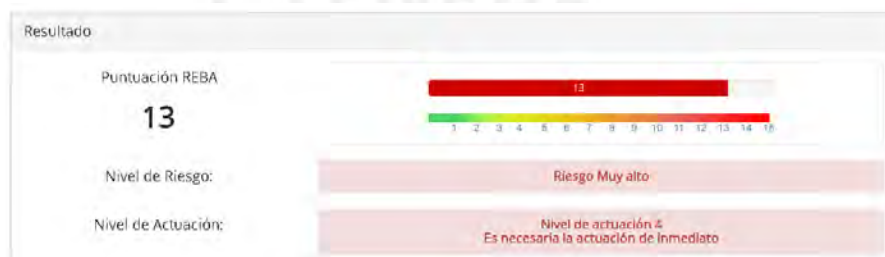 Resultado
Puntuación REBA
13
13
1 2 3 4 5 6 7 8 9 10 11 12 13 14 15
Nivel de Riesgo:
Riesgo Muy alto
Nivel de Actuación:
Nivel de actuación 4
Es necesaria la actuación de inmediato